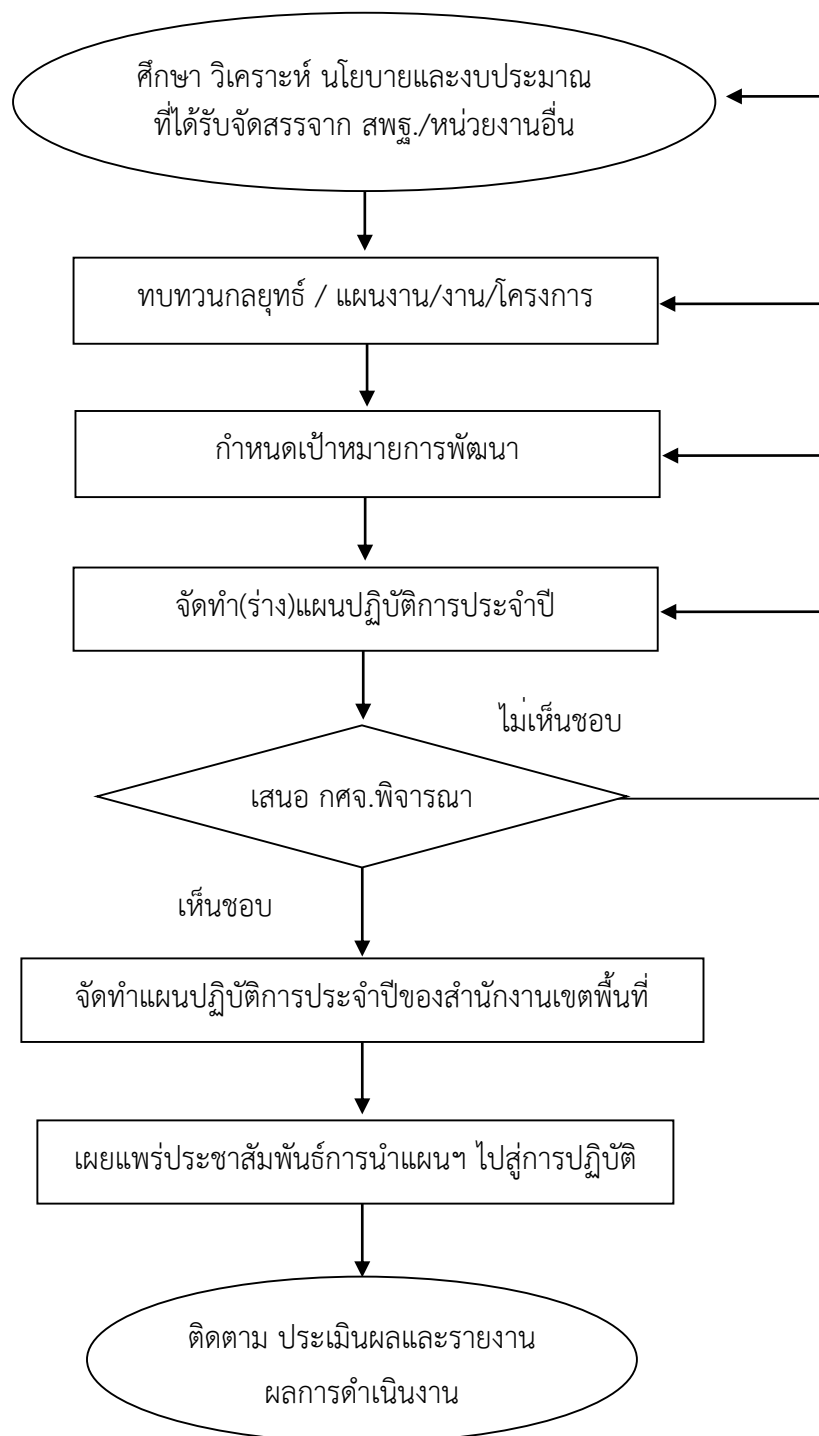 ศึกษา วิเคราะห์ นโยบายและงบประมาณ
ที่ได้รับจัดสรรจาก สพฐ./หน่วยงานอื่น
ทบทวนกลยุทธ์ / แผนงาน/งาน/โครงการ
กำหนดเป้าหมายการพัฒนา
จัดทำ(ร่าง)แผนปฏิบัติการประจำปี
ไม่เห็นชอบ
เสนอ กศจ.พิจารณา
เห็นชอบ
จัดทำแผนปฏิบัติการประจำปีของสำนักงานเขตพื้นที่
เผยแพร่ประชาสัมพันธ์การนำแผนฯ ไปสู่การปฏิบัติ
ติดตาม ประเมินผลและรายงาน
ผลการดำเนินงาน